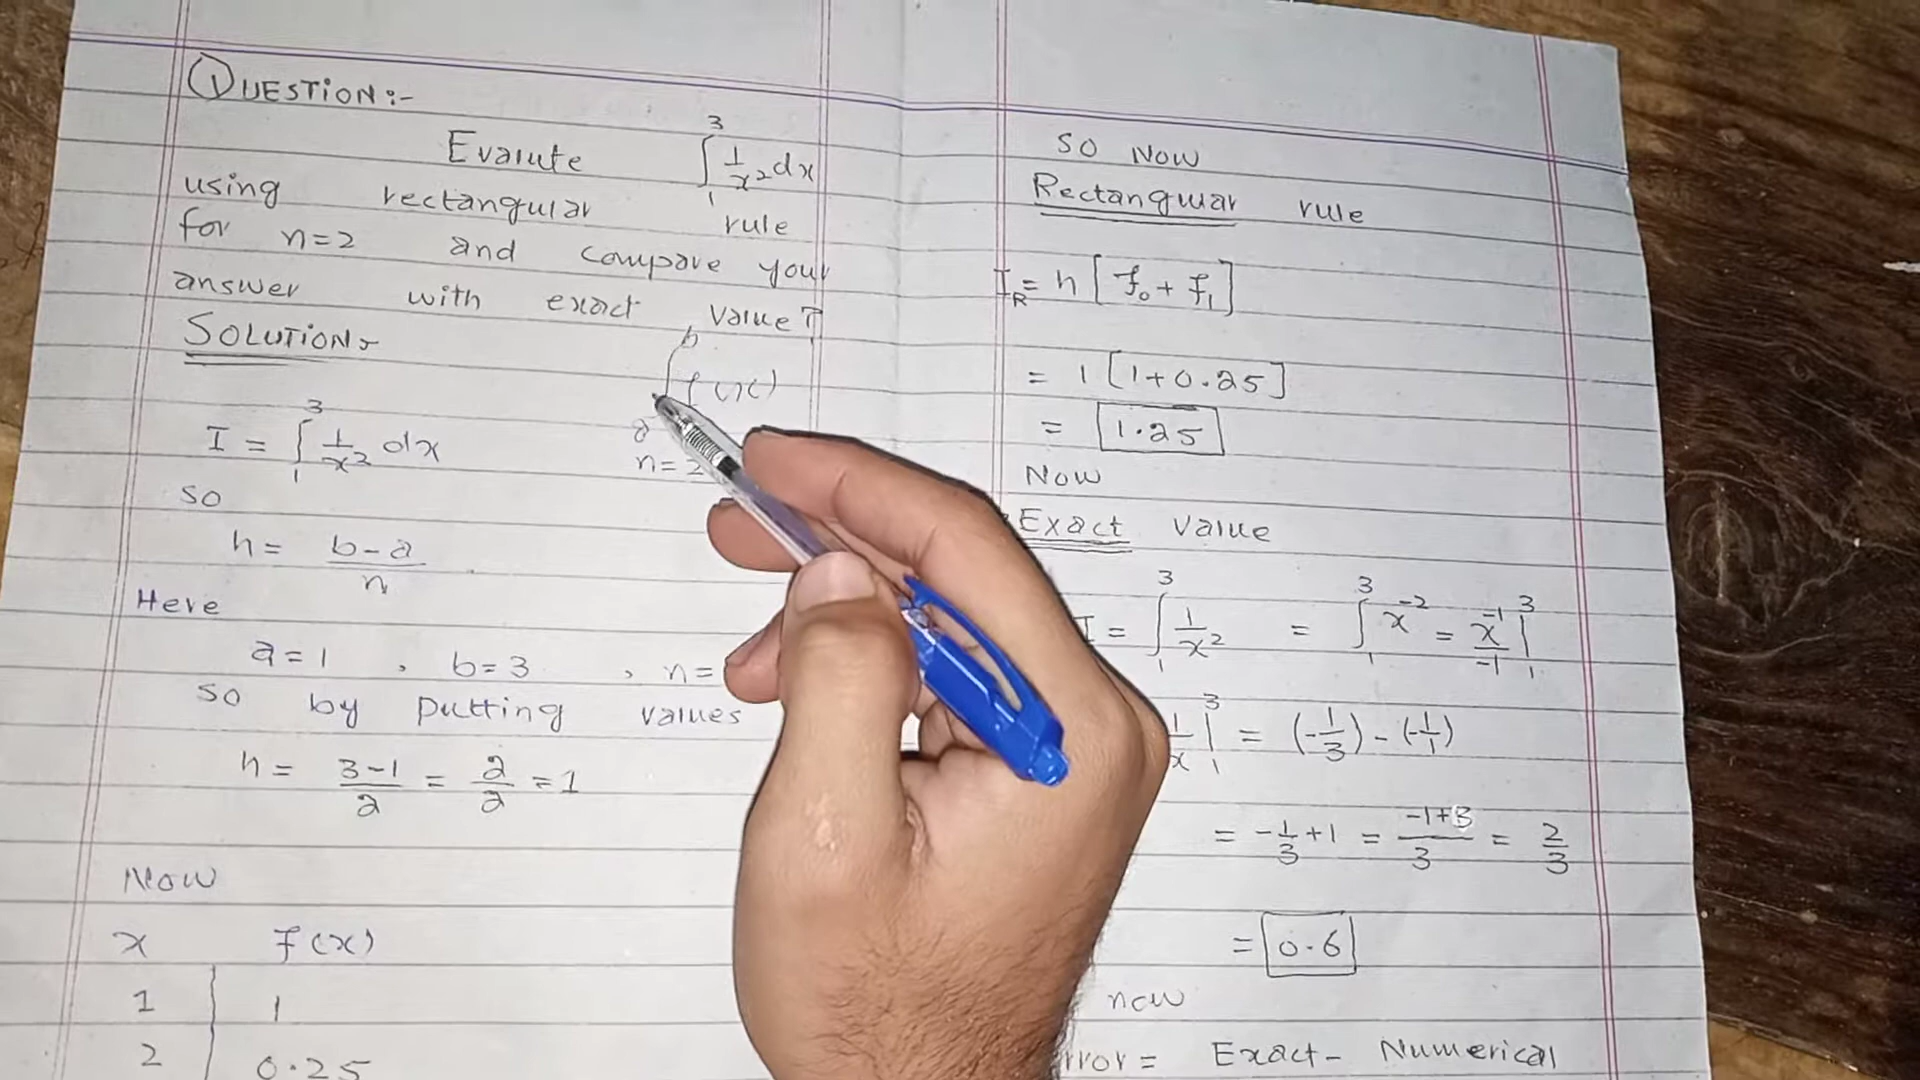 QUESTION:-
Evalute ∫₁³ 1/x² dx
using rectangular rule
for n=2 and compare your
answer with exact value?
SOLUTION:-
b
∫ f(x)
a
n=2
I = ∫₁³ 1/x² dx
so
h = b-a/n
Here
a=1 , b=3 , n=
so by putting values
h = 3-1/2 = 2/2 = 1
Now
x f(x)
1 1
2 0.25
SO NOW
Rectangular rule
I_R = h [f₀ + f₁]
= 1 [1+0.25]
= 1.25
Now
Exact value
I = ∫₁³ 1/x² = ∫₁³ x⁻² = x⁻¹/-1 |₁³
1/x |₁³ = (-1/3) - (-1/1)
= -1/3 + 1 = -1+3/3 = 2/3
= 0.6
now
rror = Exact - Numerical